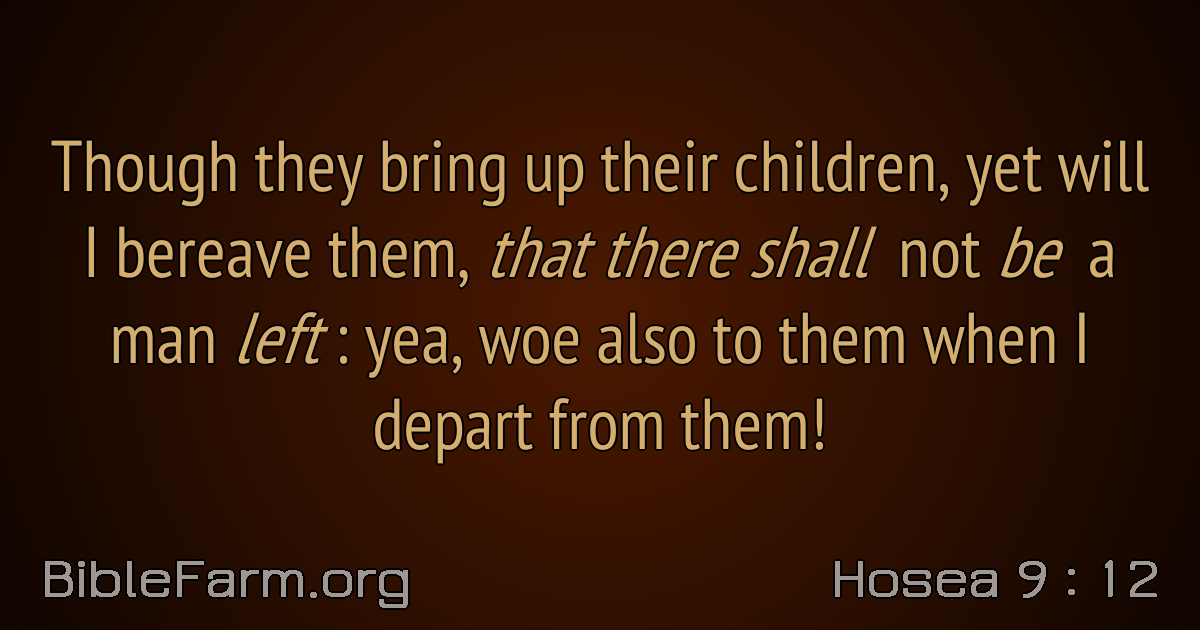 Though they bring up their children, yet will
I bereave them, that there shall not be a
man left : yea, woe also to them when I
depart from them!
BibleFarm.org
Hosea 9 : 12